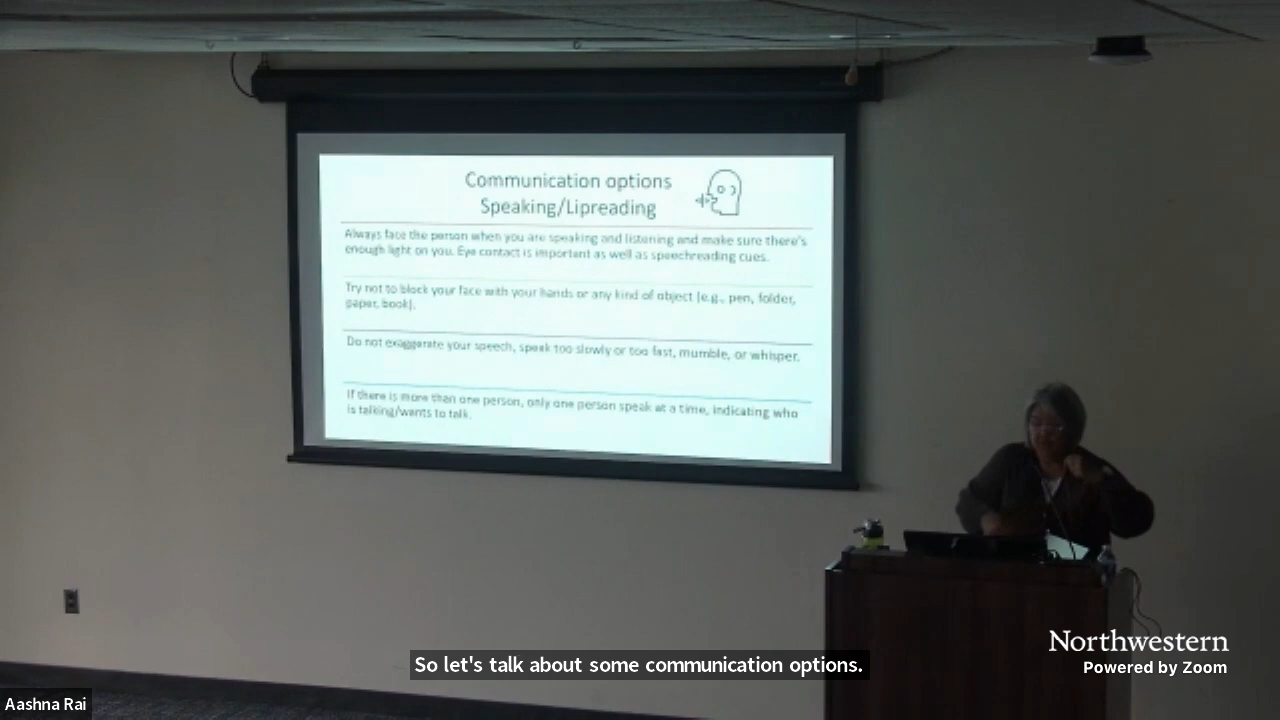 Communication options
Speaking/Lipreading
Always face the person when you are speaking and listening and make sure there's
enough light on you. Eye contact is important as well as speechreading cues.
Try not to block your face with your hands or any kind of object (e.g., pen, folder,
paper, book).
Do not exaggerate your speech, speak too slowly or too fast, mumble, or whisper.
If there is more than one person, only one person speak at a time, indicating who
is talking/wants to talk.
Northwestern
Powered by Zoom
So let's talk about some communication options.
Aashna Rai